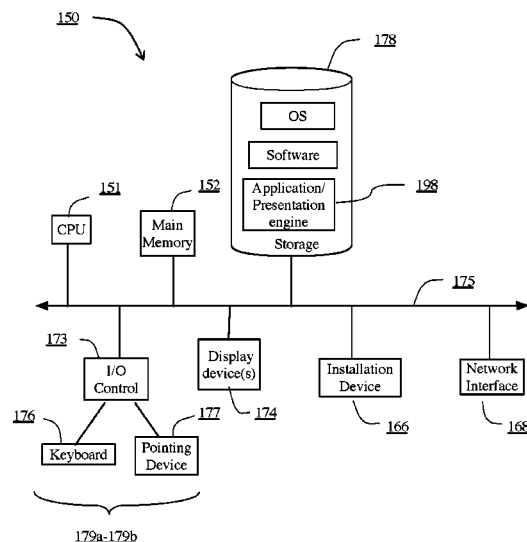 150
178
OS
Software
Application/
Presentation
engine
198
Storage
151
CPU
152
Main
Memory
175
173
I/O
Control
Display
device(s)
174
Installation
Device
166
Network
Interface
168
176
Keyboard
177
Pointing
Device
179a-179b